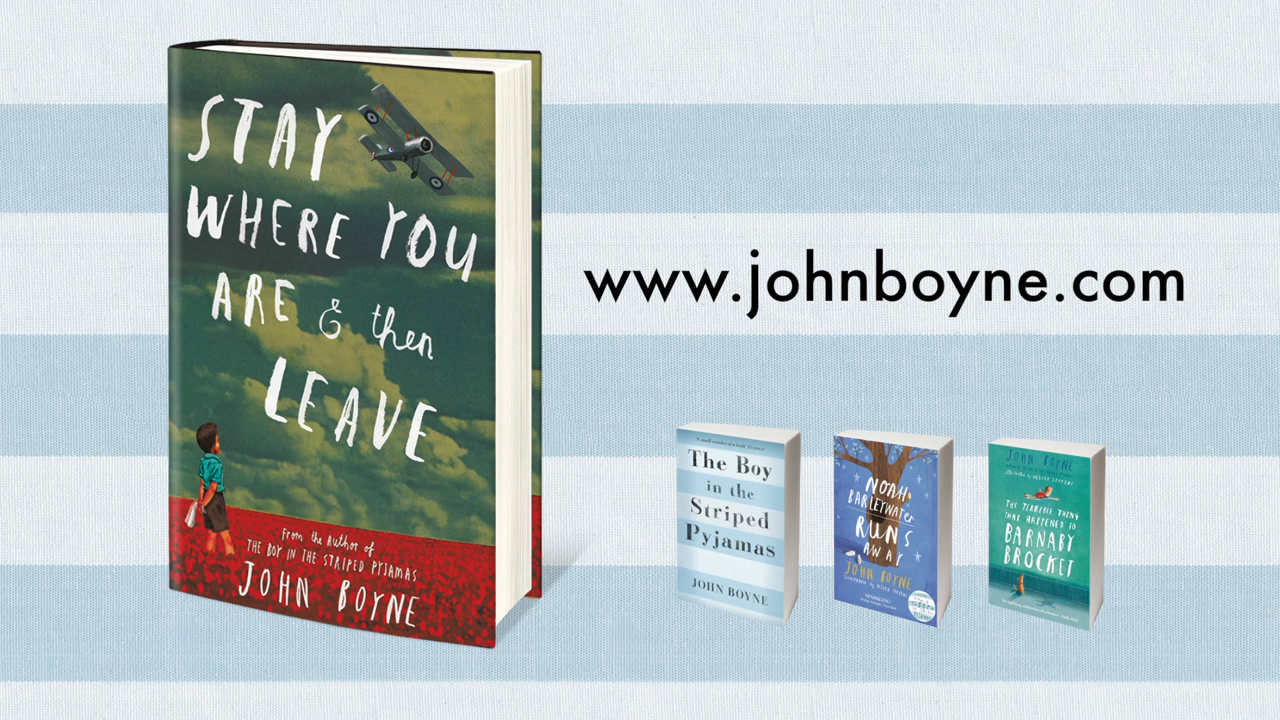 STAY
WHERE YOU
ARE & then
LEAVE
From the Author of
THE BOY IN THE STRIPED PYJAMAS
JOHN BOYNE
www.johnboyne.com
The Boy
in the
Striped
Pyjamas
JOHN BOYNE
NOAH
BARLEYWATER
RUNS
AWAY
JOHN BOYNE
JOHN BOYNE
THE TERRIBLE THING
THAT HAPPENED TO
BARNABY
BROCKET